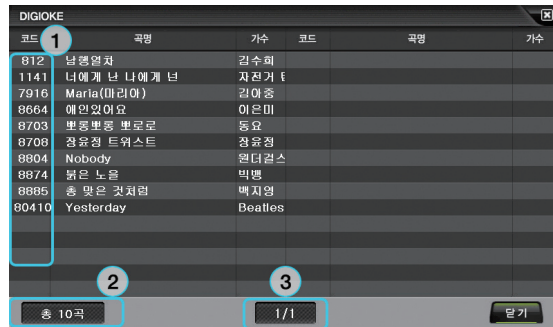 DIGIOKE
코드 곡명 가수 코드 곡명 가수
1
812 남행열차 김수희
1141 너에게 난 나에게 넌 자전거 E
7916 Maria(마리아) 김아중
8664 애인있어요 이은미
8703 뽀롱뽀롱 뽀로로 동요
8708 장윤정 트위스트 장윤정
8804 Nobody 원더걸스
8874 붉은 노을 빅뱅
8885 총 맞은 것처럼 백지영
80410 Yesterday Beatles
2 3
총 10곡 1/1 닫기